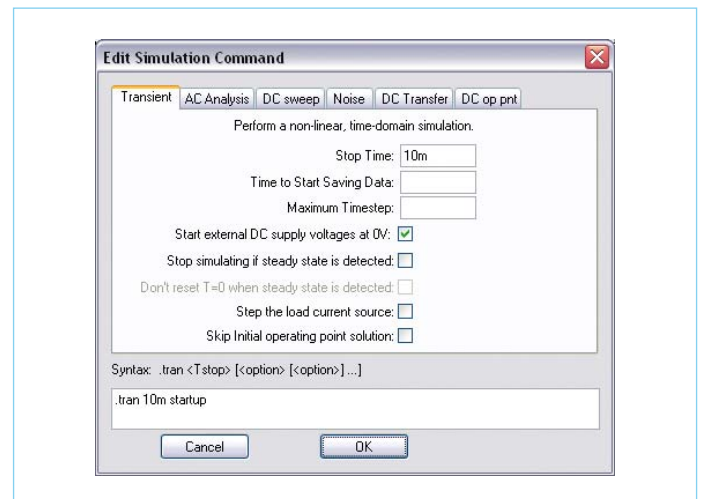 Edit Simulation Command
Transient AC Analysis DC sweep Noise DC Transfer DC op pnt
Perform a non-linear, time-domain simulation.
Stop Time: 10m
Time to Start Saving Data:
Maximum Timestep:
Start external DC supply voltages at 0V:
Stop simulating if steady state is detected:
Don't reset T=0 when steady state is detected:
Step the load current source:
Skip Initial operating point solution:
Syntax: .tran <Tstop> [<option> [<option>] ...]
.tran 10m startup
Cancel OK